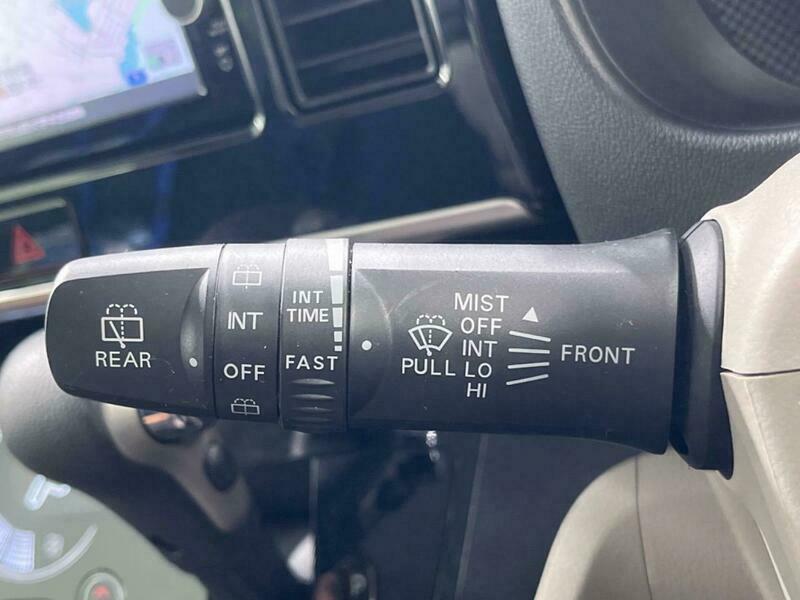 REAR
INT
OFF
INT
TIME
FAST
PULL
MIST
OFF
INT
LO
HI
FRONT